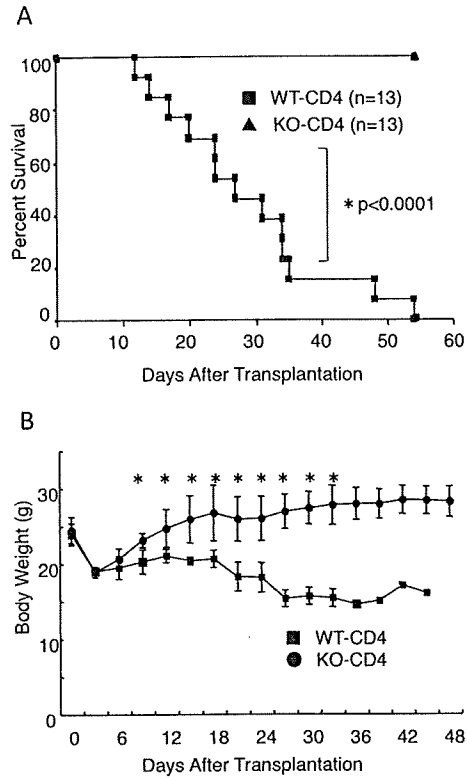 A
Percent Survival
100
80
60
40
20
0
WT-CD4 (n=13)
KO-CD4 (n=13)
* p<0.0001
0 10 20 30 40 50 60
Days After Transplantation
B
Body Weight (g)
30
20
10
0
* * * * * * * * *
WT-CD4
KO-CD4
0 6 12 18 24 30 36 42 48
Days After Transplantation